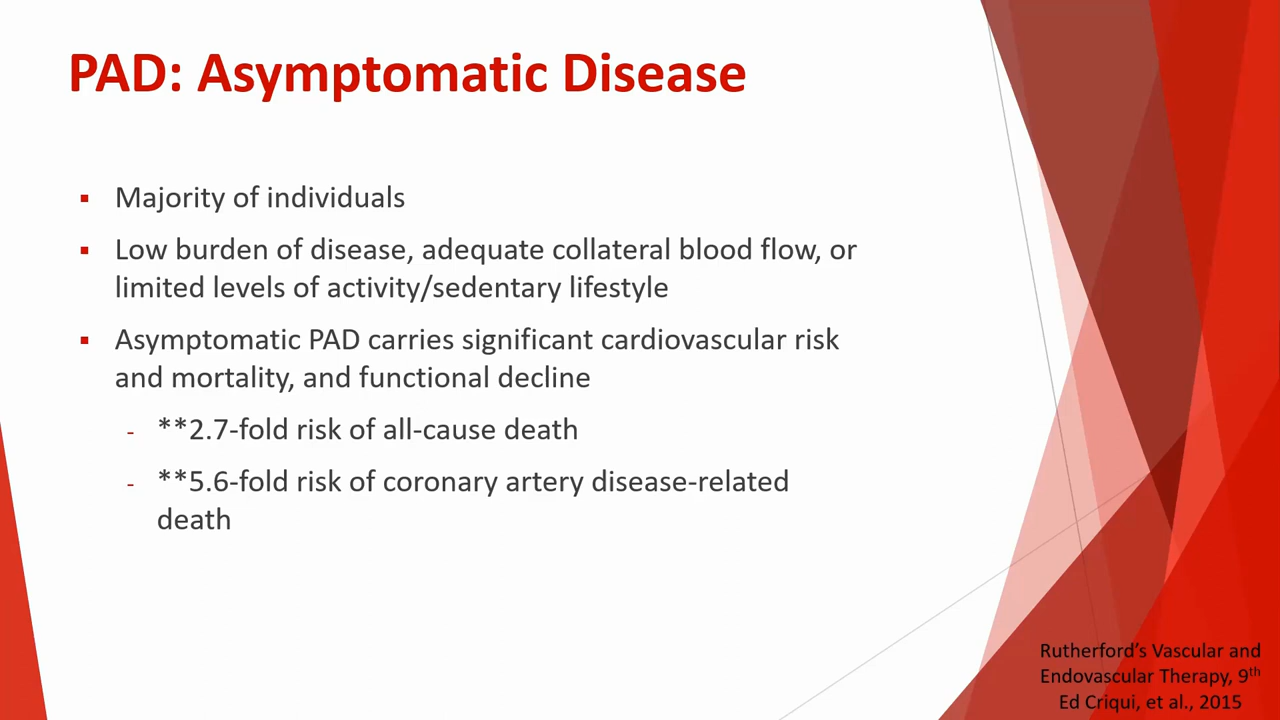 PAD: Asymptomatic Disease
▪ Majority of individuals
▪ Low burden of disease, adequate collateral blood flow, or
limited levels of activity/sedentary lifestyle
▪ Asymptomatic PAD carries significant cardiovascular risk
and mortality, and functional decline
- **2.7-fold risk of all-cause death
- **5.6-fold risk of coronary artery disease-related
death
Rutherford’s Vascular and
Endovascular Therapy, 9th
Ed Criqui, et al., 2015